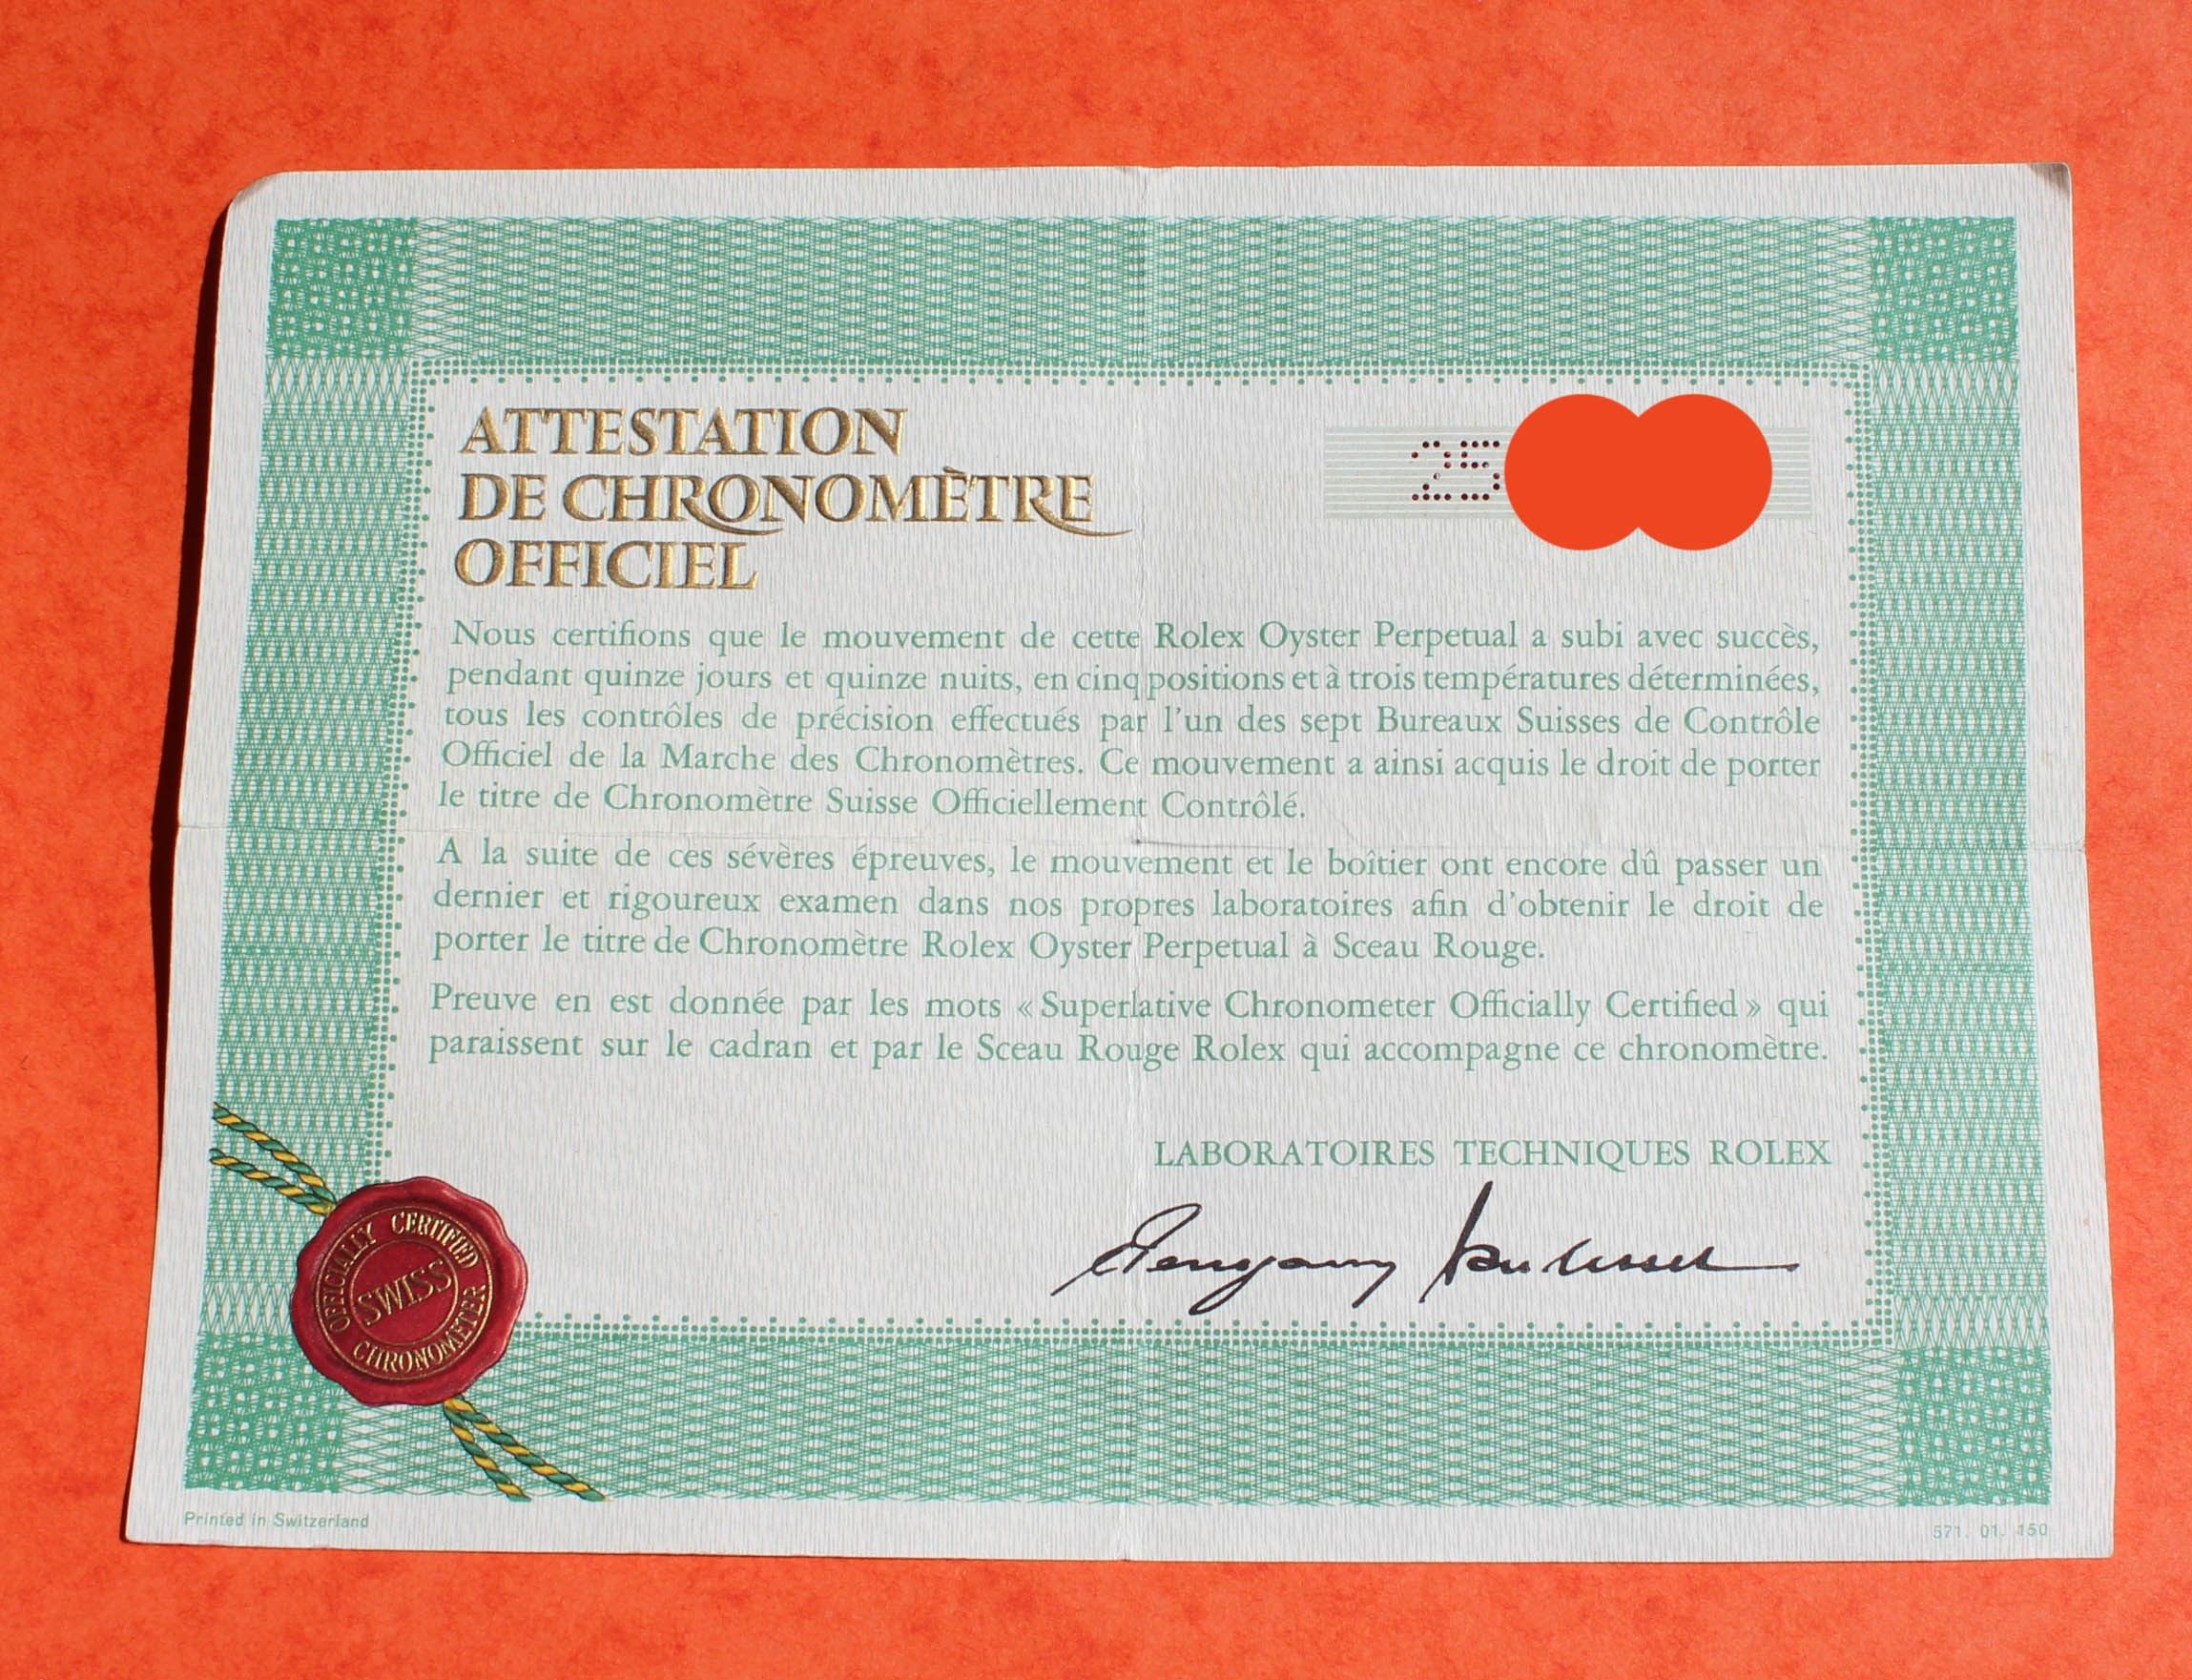 ATTESTATION
DE CHRONOMÈTRE
OFFICIEL
25
Nous certifions que le mouvement de cette Rolex Oyster Perpetual a subi avec succès,
pendant quinze jours et quinze nuits, en cinq positions et à trois températures déterminées,
tous les contrôles de précision effectués par l'un des sept Bureaux Suisses de Contrôle
Officiel de la Marche des Chronomètres. Ce mouvement a ainsi acquis le droit de porter
le titre de Chronomètre Suisse Officiellement Contrôlé.
A la suite de ces sévères épreuves, le mouvement et le boîtier ont encore dû passer un
dernier et rigoureux examen dans nos propres laboratoires afin d'obtenir le droit de
porter le titre de Chronomètre Rolex Oyster Perpetual à Sceau Rouge.
Preuve en est donnée par les mots « Superlative Chronometer Officially Certified » qui
paraissent sur le cadran et par le Sceau Rouge Rolex qui accompagne ce chronomètre.
LABORATOIRES TECHNIQUES ROLEX
OFFICIALLY CERTIFIED
SWISS
CHRONOMETER
Printed in Switzerland
571. 01. 150